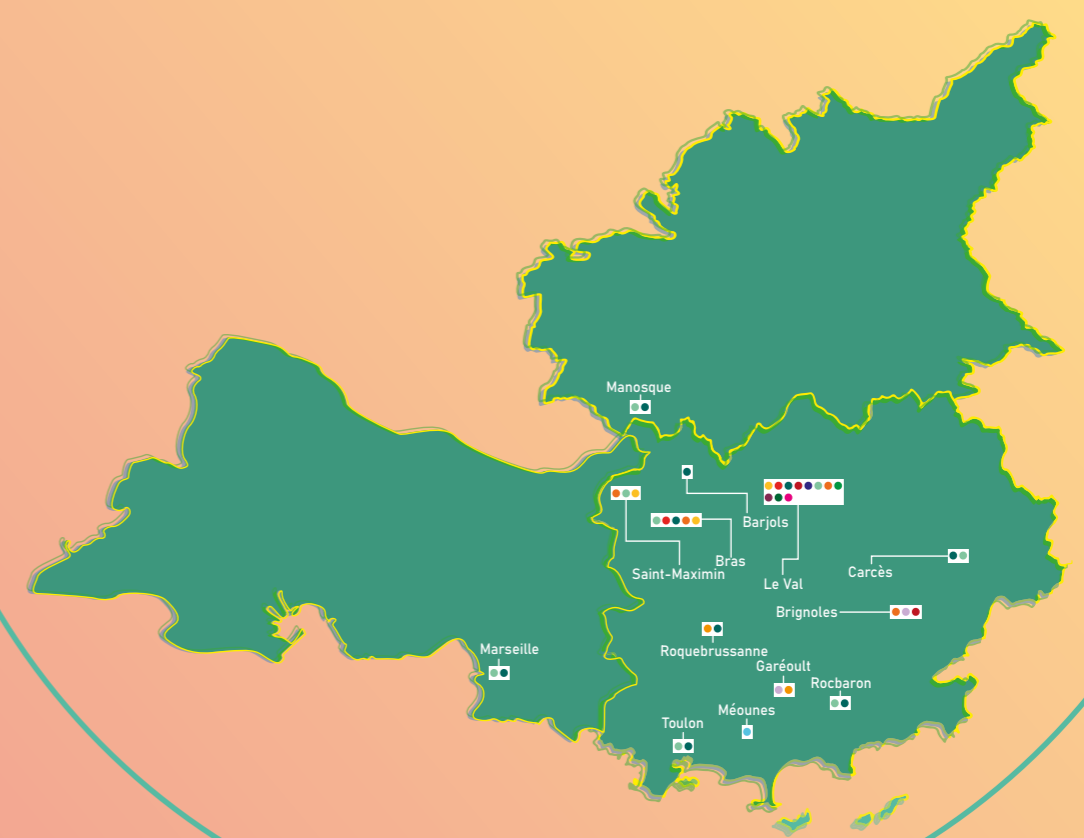 Manosque
Barjols
Bras
Saint-Maximin
Le Val
Carcès
Brignoles
Roquebrussanne
Marseille
Garéoult
Rocbaron
Méounes
Toulon